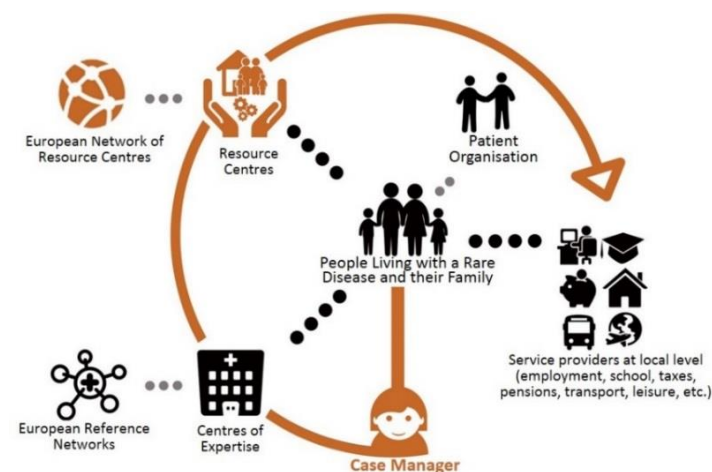 European Network of
Resource Centres
Resource
Centres
Patient
Organisation
People Living with a Rare
Disease and their Family
Service providers at local level
(employment, school, taxes,
pensions, transport, leisure, etc.)
European Reference
Networks
Centres of
Expertise
Case Manager